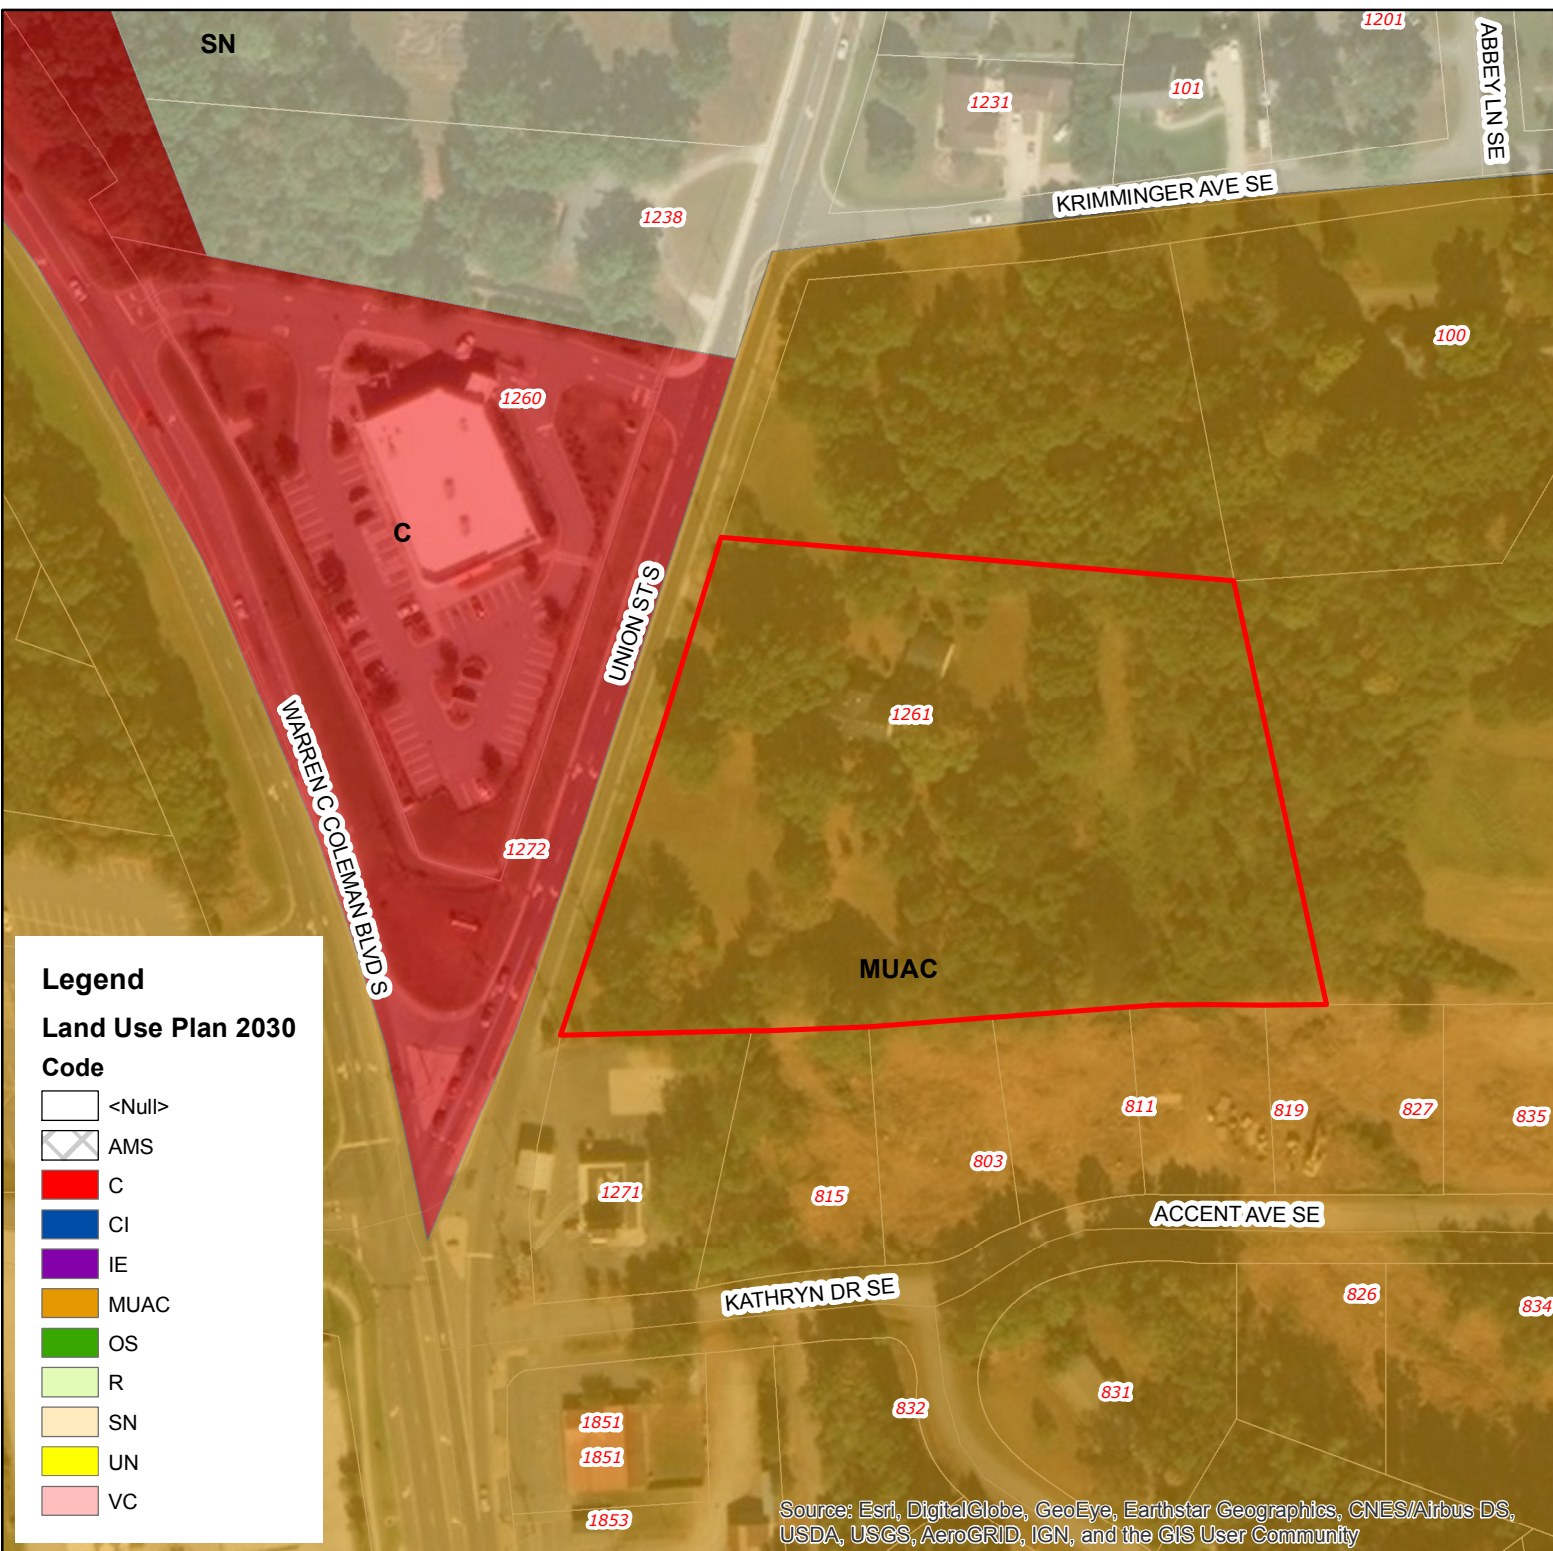 SN
1201
ABBEY LN SE
1231
101
KRIMMINGER AVE SE
1238
100
1260
C
UNION ST S
1261
WARREN C COLEMAN BLVD S
1272
MUAC
811
819
827
835
803
1271
815
ACCENT AVE SE
KATHRYN DR SE
826
834
831
832
1851
1851
1853
Legend
Land Use Plan 2030
Code
<Null>
AMS
C
CI
IE
MUAC
OS
R
SN
UN
VC
Source: Esri, DigitalGlobe, GeoEye, Earthstar Geographics, CNES/Airbus DS,
USDA, USGS, AeroGRID, IGN, and the GIS User Community